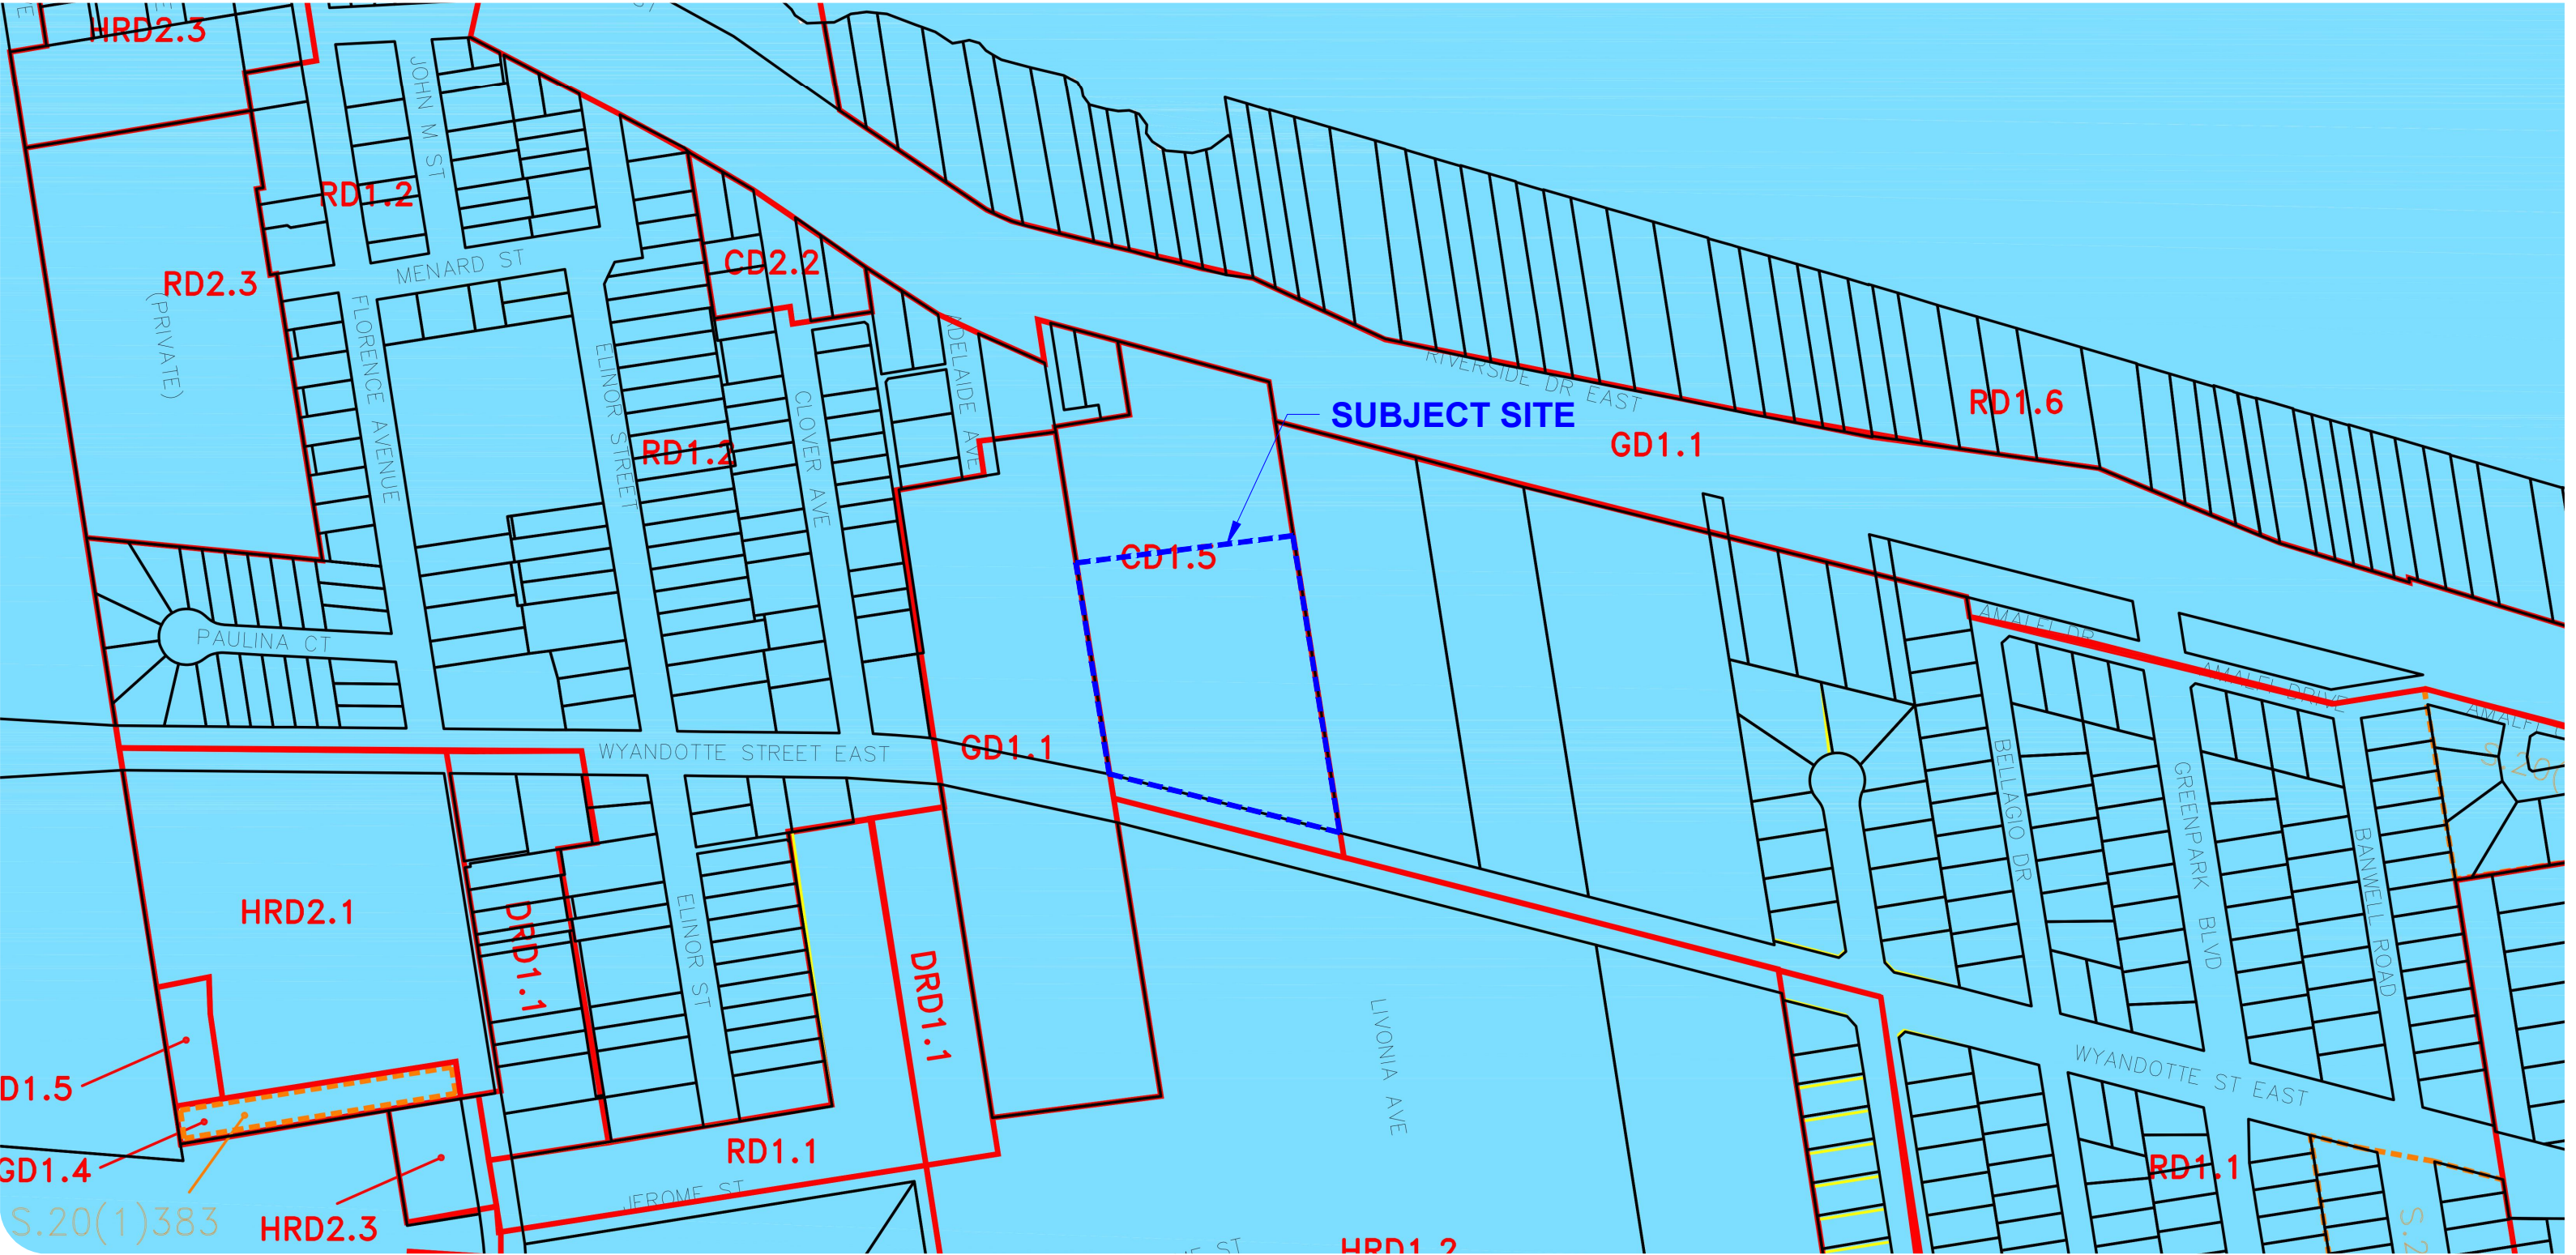 HRD2.3
JOHN M ST
RD1.2
MENARD ST
CD2.2
RD2.3
(PRIVATE)
FLORENCE AVENUE
ELINOR STREET
RD1.2
CLOVER AVE
ADELAIDE AVE
RIVERSIDE DR EAST
RD1.6
SUBJECT SITE
GD1.1
CD1.5
PAULINA CT
AMALFI DR
AMALFI DRIVE
AMALFI
S.20(
WYANDOTTE STREET EAST
GD1.1
BELLAGIO DR
GREENPARK BLVD
BANWELL ROAD
HRD2.1
DRD1.1
ELINOR ST
DRD1.1
LIVONIA AVE
WYANDOTTE ST EAST
D1.5
GD1.4
RD1.1
RD1.1
JEROME ST
S.20(1)383
HRD2.3
HRD1.2
S.2